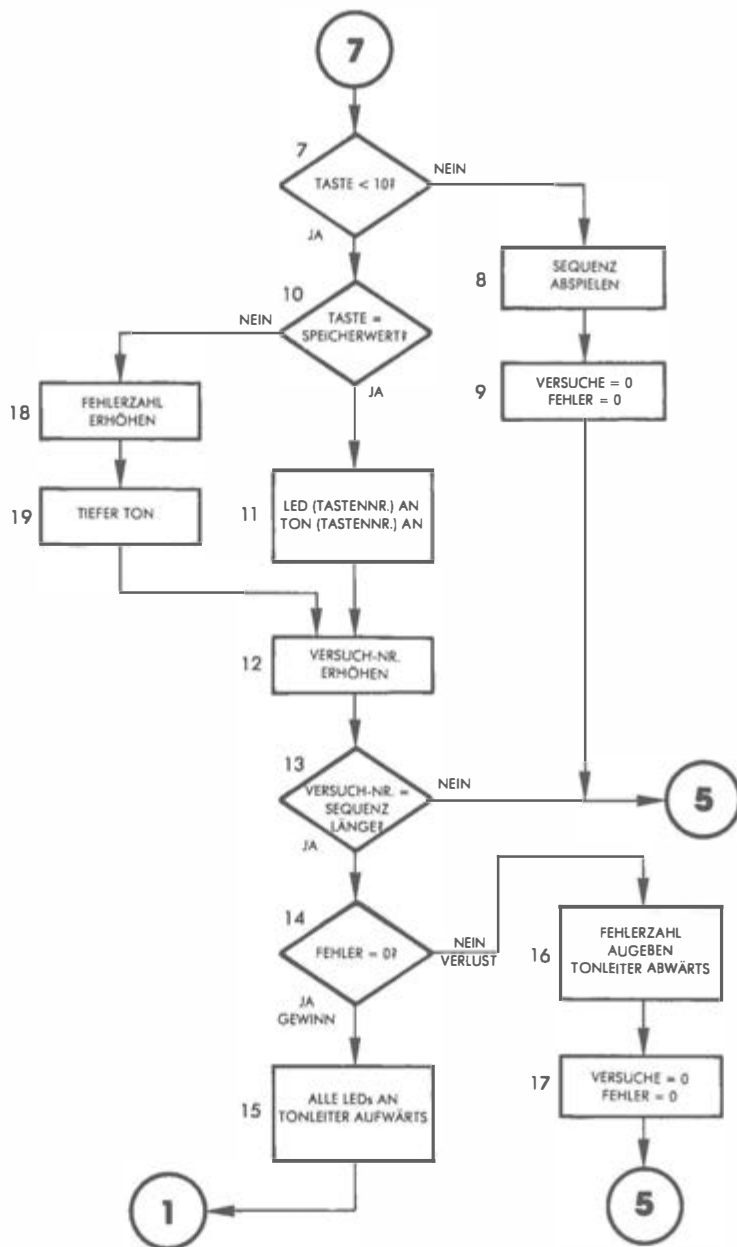 7
7
TASTE < 10?
NEIN
JA
8
SEQUENZ
ABSPIELEN
10
TASTE =
SPEICHERWERT?
NEIN
JA
9
VERSUCHE = 0
FEHLER = 0
18
FEHLERZAHL
ERHÖHEN
19
TIEFER TON
11
LED (TASTENNR.) AN
TON (TASTENNR.) AN
12
VERSUCH-NR.
ERHÖHEN
13
VERSUCH-NR. =
SEQUENZ
LÄNGE?
NEIN
JA
5
14
FEHLER = 0?
NEIN
VERLUST
JA
GEWINN
16
FEHLERZAHL
AUGEBEN
TONLEITER ABWÄRTS
15
ALLE LEDs AN
TONLEITER AUFWÄRTS
17
VERSUCHE = 0
FEHLER = 0
1
5